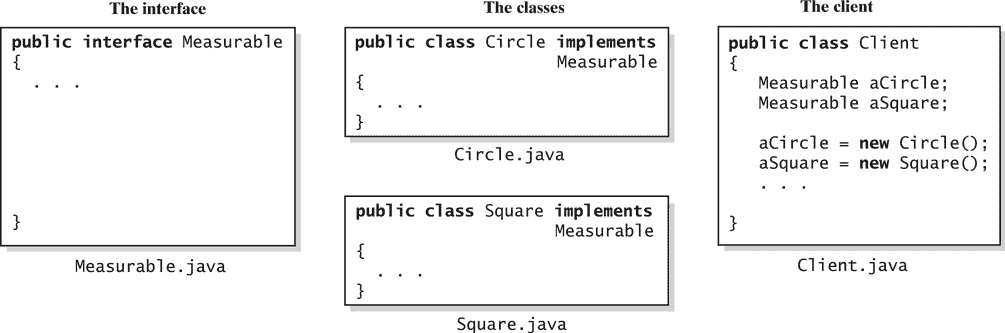 The interface
public interface Measurable
{
. . .
}
Measurable.java
The classes
public class Circle implements
Measurable
{
. . .
}
Circle.java
public class Square implements
Measurable
{
. . .
}
Square.java
The client
public class Client
{
Measurable aCircle;
Measurable aSquare;
aCircle = new Circle();
aSquare = new Square();
. . .
}
Client.java